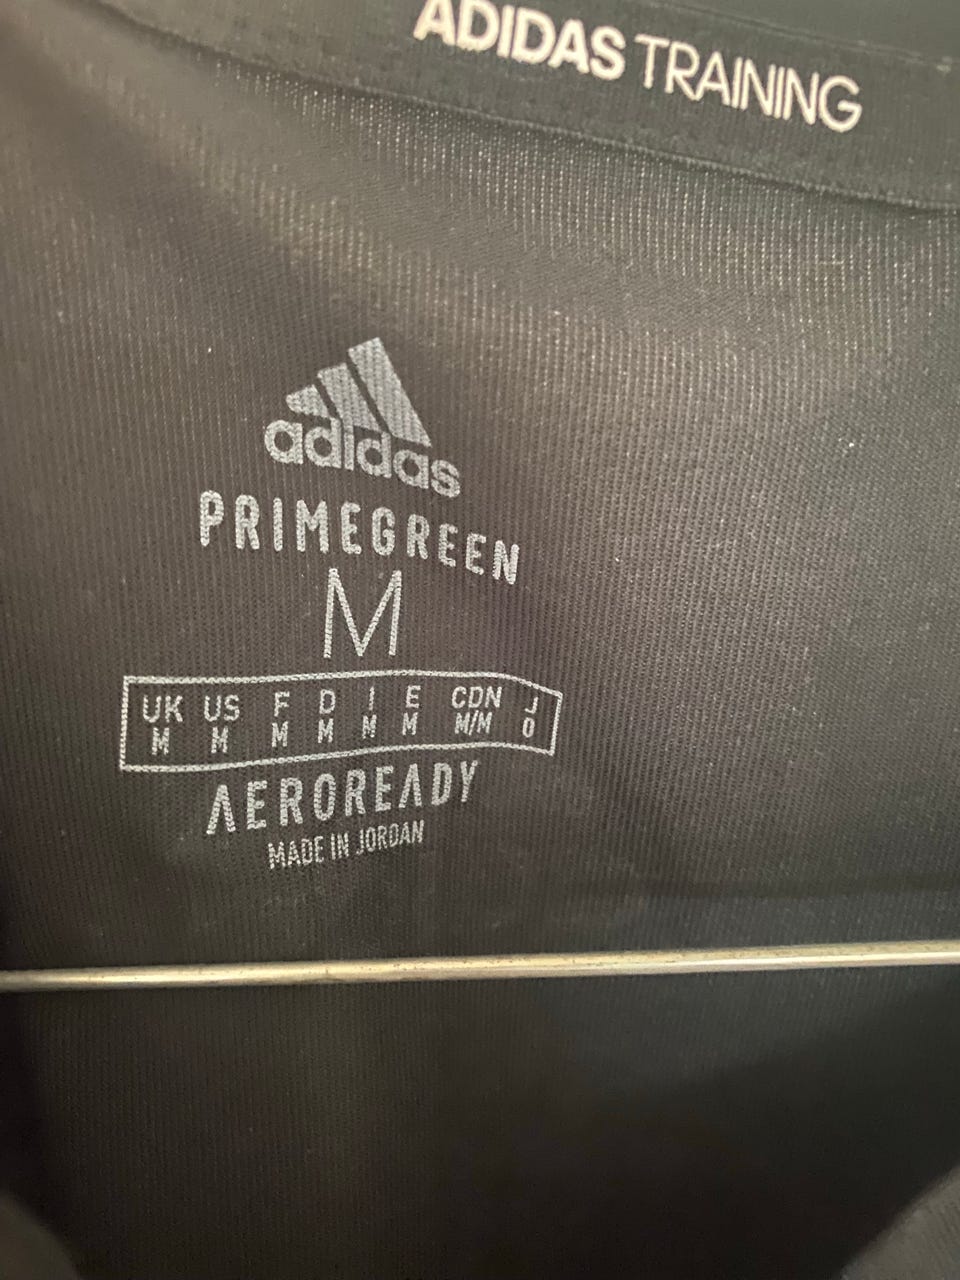 ADIDAS TRAINING
adidas
PRIMEGREEN
M
UK US F D I E CDN J
M M M M M M M/M O
AEROREADY
MADE IN JORDAN